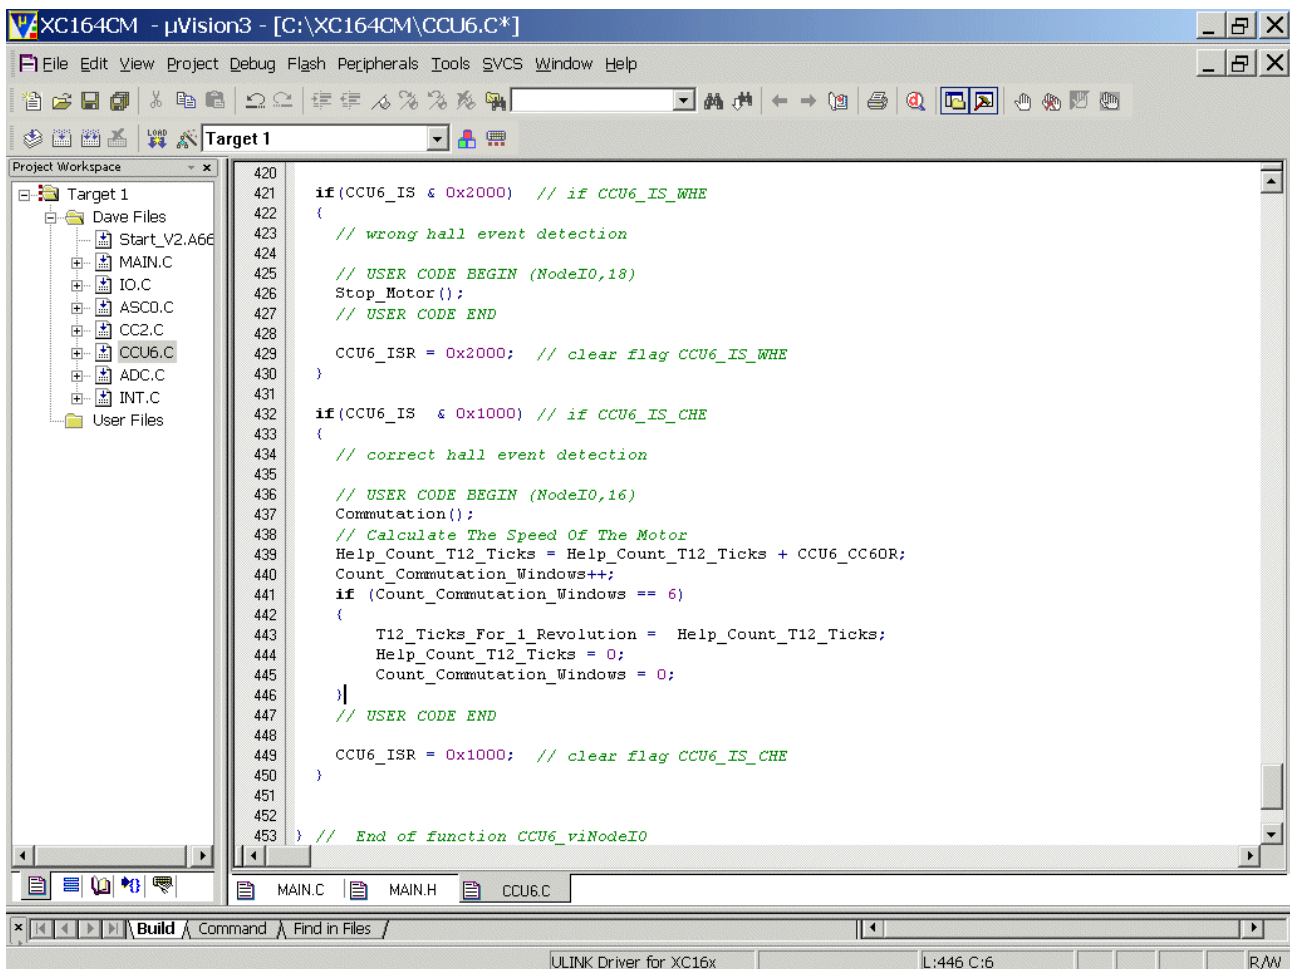 XC164CM - µVision3 - [C:\XC164CM\CCU6.C*]
File Edit View Project Debug Flash Peripherals Tools SVCS Window Help
LOAD Target 1
Project Workspace
Target 1
Dave Files
Start_V2.A66
MAIN.C
IO.C
ASC0.C
CC2.C
CCU6.C
ADC.C
INT.C
User Files
420
421 if(CCU6_IS & 0x2000) // if CCU6_IS_WHE
422 {
423 // wrong hall event detection
424
425 // USER CODE BEGIN (NodeI0,18)
426 Stop_Motor();
427 // USER CODE END
428
429 CCU6_ISR = 0x2000; // clear flag CCU6_IS_WHE
430 }
431
432 if(CCU6_IS & 0x1000) // if CCU6_IS_CHE
433 {
434 // correct hall event detection
435
436 // USER CODE BEGIN (NodeI0,16)
437 Commutation();
438 // Calculate The Speed Of The Motor
439 Help_Count_T12_Ticks = Help_Count_T12_Ticks + CCU6_CC60R;
440 Count_Commutation_Windows++;
441 if (Count_Commutation_Windows == 6)
442 {
443 T12_Ticks_For_1_Revolution = Help_Count_T12_Ticks;
444 Help_Count_T12_Ticks = 0;
445 Count_Commutation_Windows = 0;
446 }
447 // USER CODE END
448
449 CCU6_ISR = 0x1000; // clear flag CCU6_IS_CHE
450 }
451
452
453 } // End of function CCU6_viNodeI0
MAIN.C MAIN.H CCU6.C
Build Command Find in Files
ULINK Driver for XC16x L:446 C:6 R/W